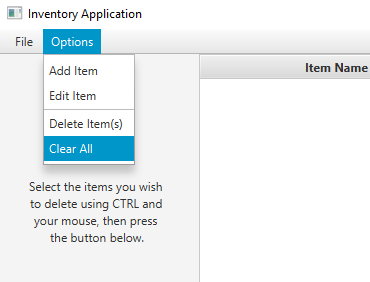 Inventory Application
File Options
Add Item
Edit Item
Delete Item(s)
Clear All
Item Name
Select the items you wish
to delete using CTRL and
your mouse, then press
the button below.